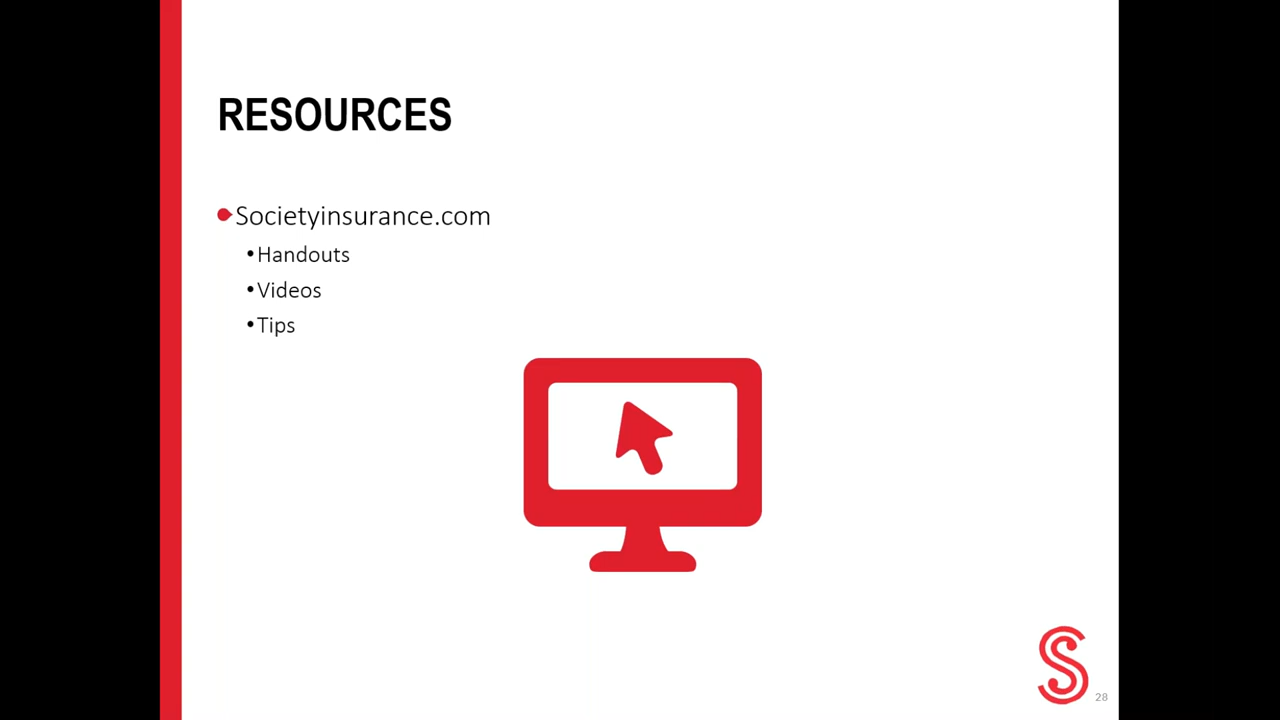 RESOURCES
Societyinsurance.com
•Handouts
•Videos
•Tips
S
28